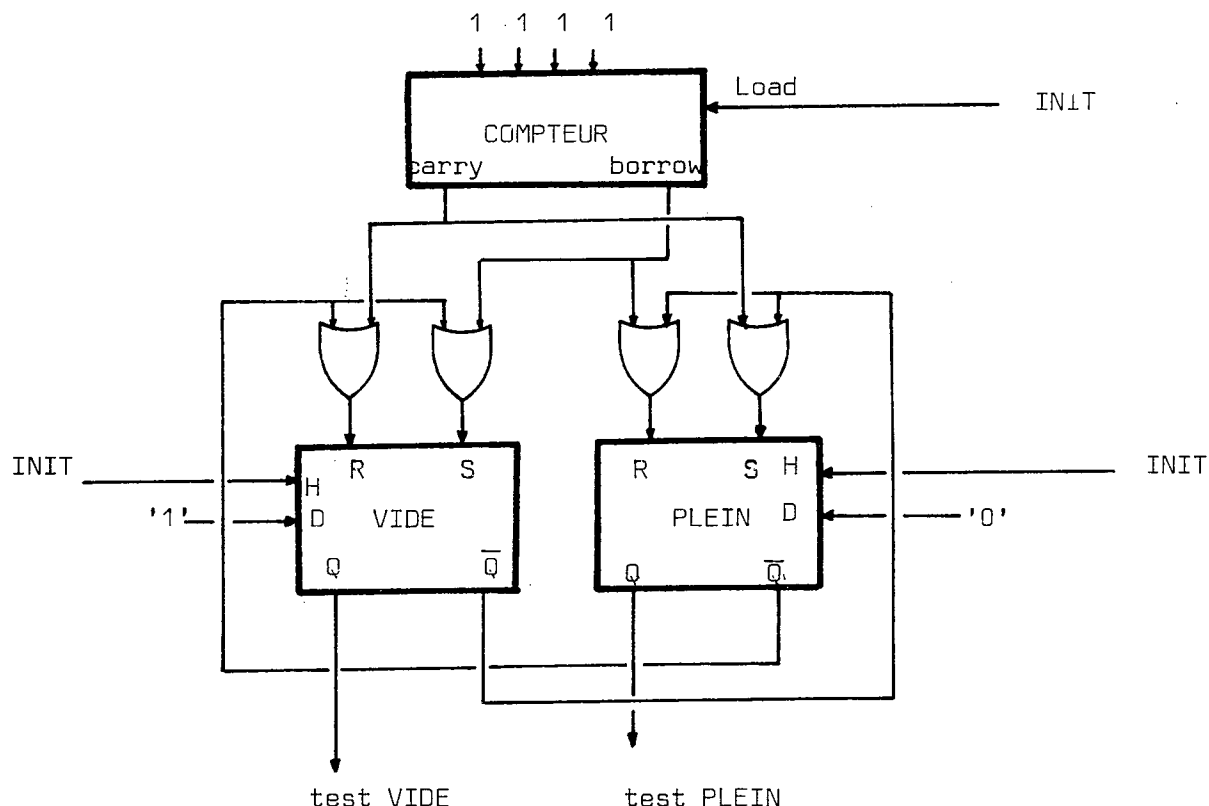 1 1 1 1
Load
INIT
COMPTEUR
carry borrow
INIT
R S
H
'1' D VIDE
Q Q̅
R S H
INIT
PLEIN D '0'
Q Q̅
test VIDE test PLEIN